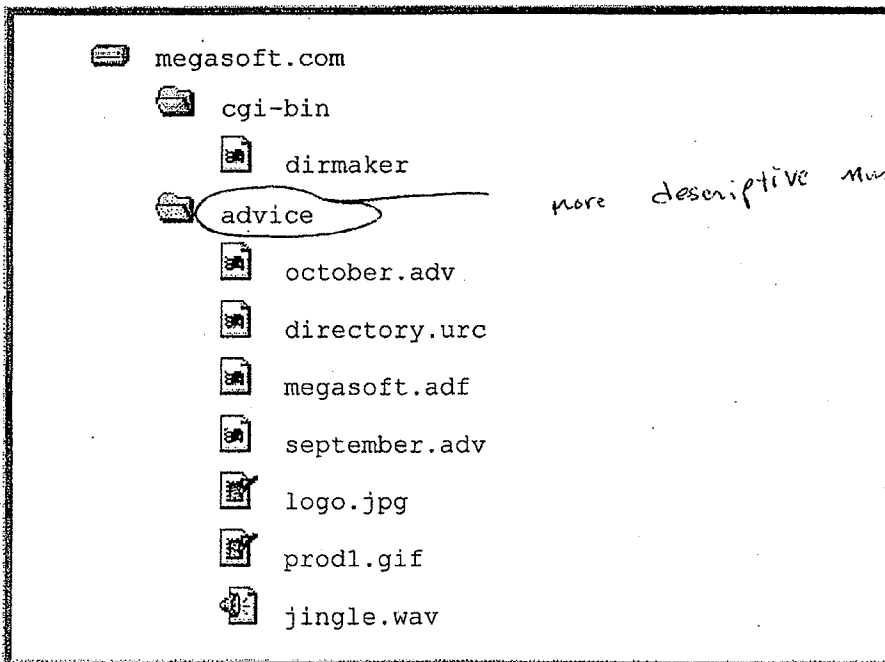 megasoft.com
cgi-bin
dirmaker
advice
more descriptive
october.adv
directory.urc
megasoft.adf
september.adv
logo.jpg
prod1.gif
jingle.wav